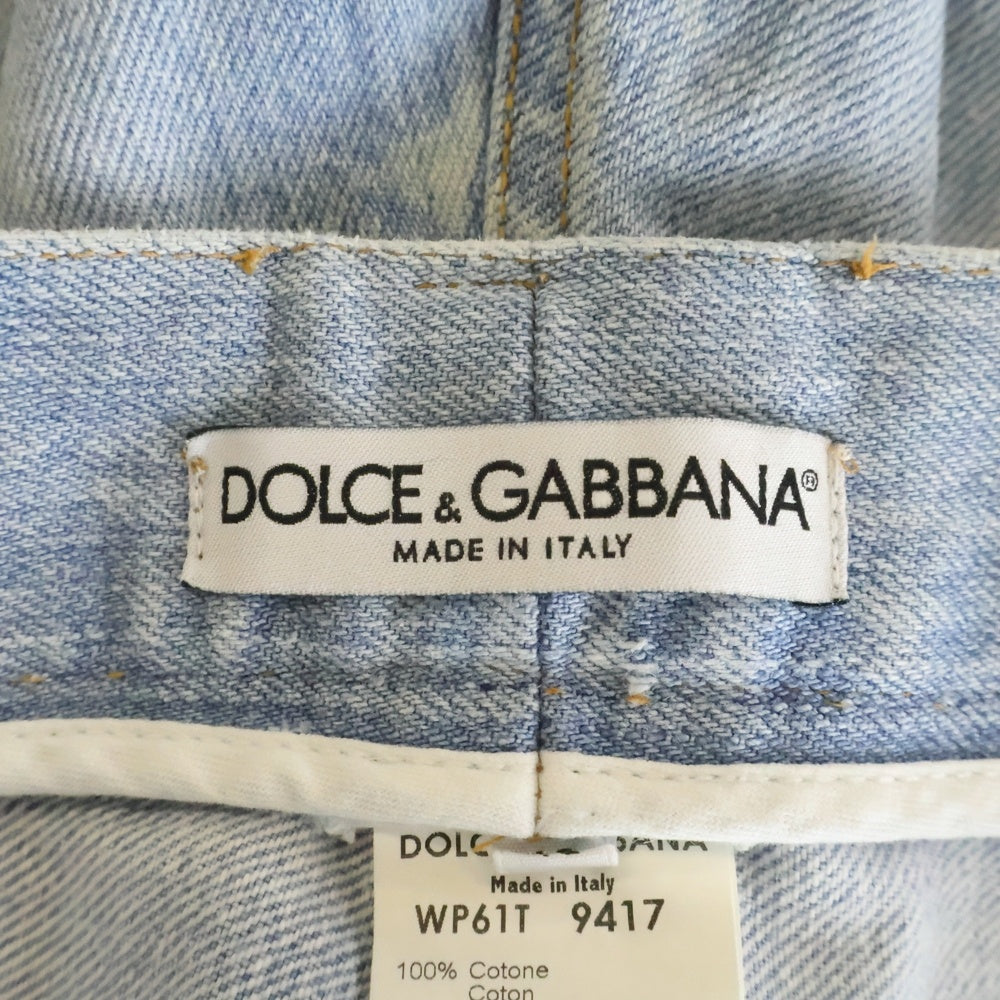 DOLCE & GABBANA®
MADE IN ITALY
Made in Italy
WP61T 9417
100% Cotone
Coton